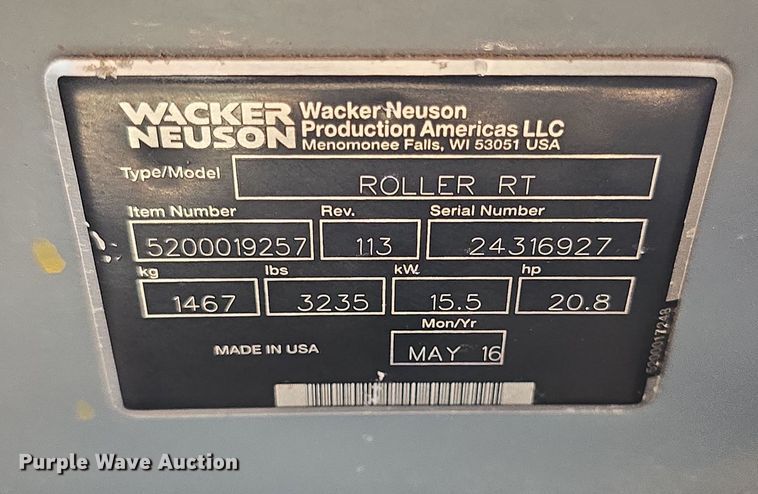 WACKER
NEUSON
Wacker Neuson
Production Americas LLC
Menomonee Falls, WI 53051 USA
Type/Model
ROLLER RT
Item Number Rev. Serial Number
5200019257 113 24316927
kg lbs kW hp
1467 3235 15.5 20.8
Mon/Yr
MADE IN USA MAY 16
5200017248
Purple Wave Auction